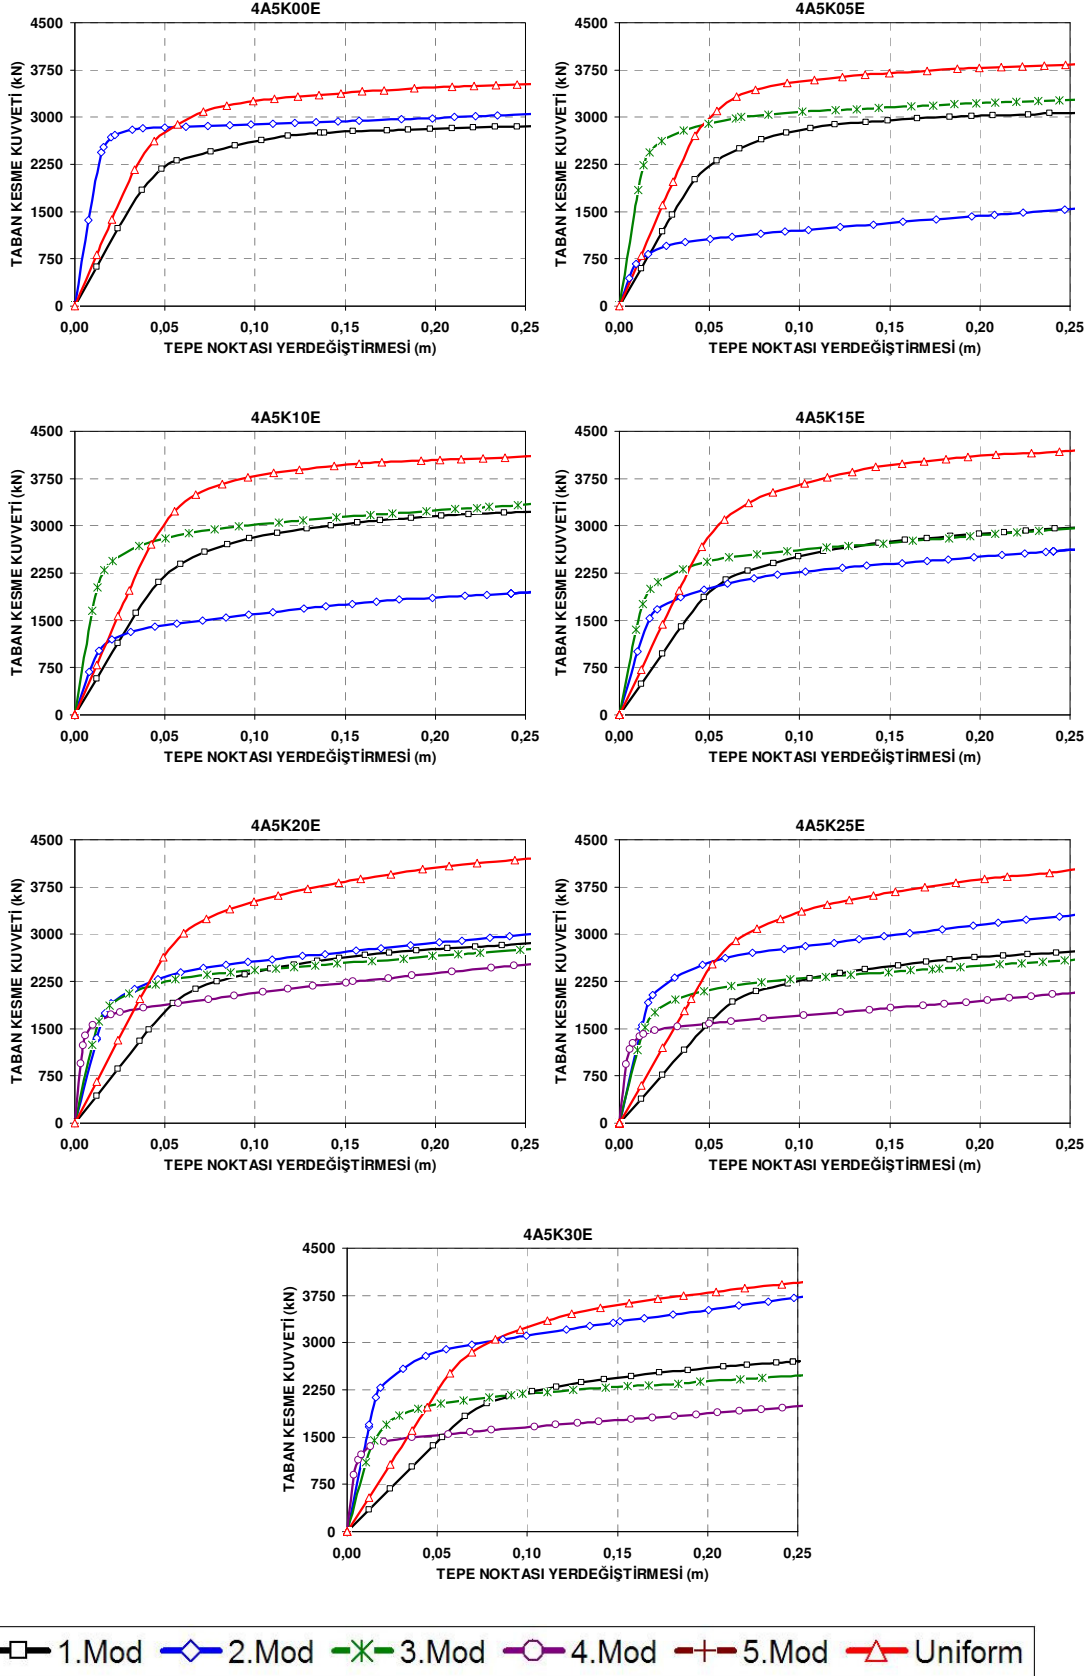 4A5K00E
4500
3750
3000
2250
1500
750
0
TABAN KESME KUVVETİ (kN)
0,00 0,05 0,10 0,15 0,20 0,25
TEPE NOKTASI YERDEĞİŞTİRMESİ (m)
4A5K05E
4500
3750
3000
2250
1500
750
0
TABAN KESME KUVVETİ (kN)
0,00 0,05 0,10 0,15 0,20 0,25
TEPE NOKTASI YERDEĞİŞTİRMESİ (m)
4A5K10E
4500
3750
3000
2250
1500
750
0
TABAN KESME KUVVETİ (kN)
0,00 0,05 0,10 0,15 0,20 0,25
TEPE NOKTASI YERDEĞİŞTİRMESİ (m)
4A5K15E
4500
3750
3000
2250
1500
750
0
TABAN KESME KUVVETİ (kN)
0,00 0,05 0,10 0,15 0,20 0,25
TEPE NOKTASI YERDEĞİŞTİRMESİ (m)
4A5K20E
4500
3750
3000
2250
1500
750
0
TABAN KESME KUVVETİ (kN)
0,00 0,05 0,10 0,15 0,20 0,25
TEPE NOKTASI YERDEĞİŞTİRMESİ (m)
4A5K25E
4500
3750
3000
2250
1500
750
0
TABAN KESME KUVVETİ (kN)
0,00 0,05 0,10 0,15 0,20 0,25
TEPE NOKTASI YERDEĞİŞTİRMESİ (m)
4A5K30E
4500
3750
3000
2250
1500
750
0
TABAN KESME KUVVETİ (kN)
0,00 0,05 0,10 0,15 0,20 0,25
TEPE NOKTASI YERDEĞİŞTİRMESİ (m)
1.Mod 2.Mod 3.Mod 4.Mod 5.Mod Uniform